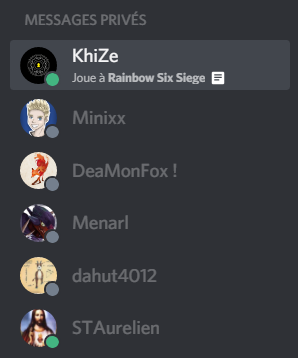 MESSAGES PRIVÉS
KhiZe
Joue à Rainbow Six Siege
Minixx
DeaMonFox !
Menarl
dahut4012
STAurelien